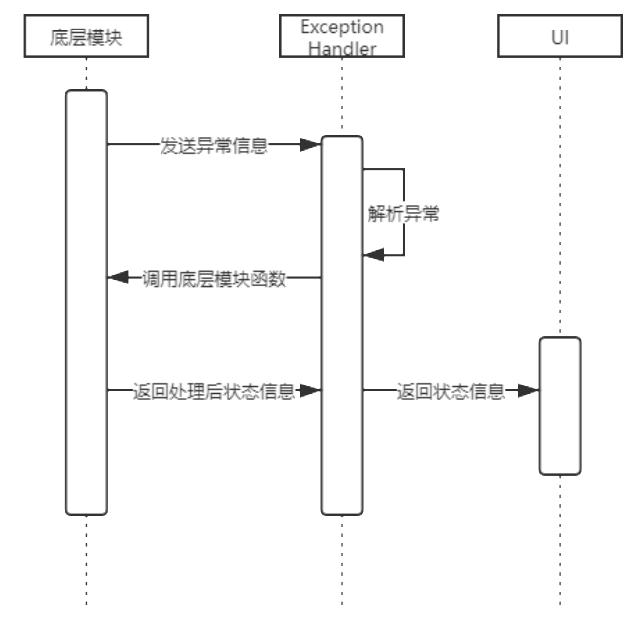 底层模块
Exception
Handler
UI
发送异常信息
解析异常
调用底层模块函数
返回处理后状态信息
返回状态信息